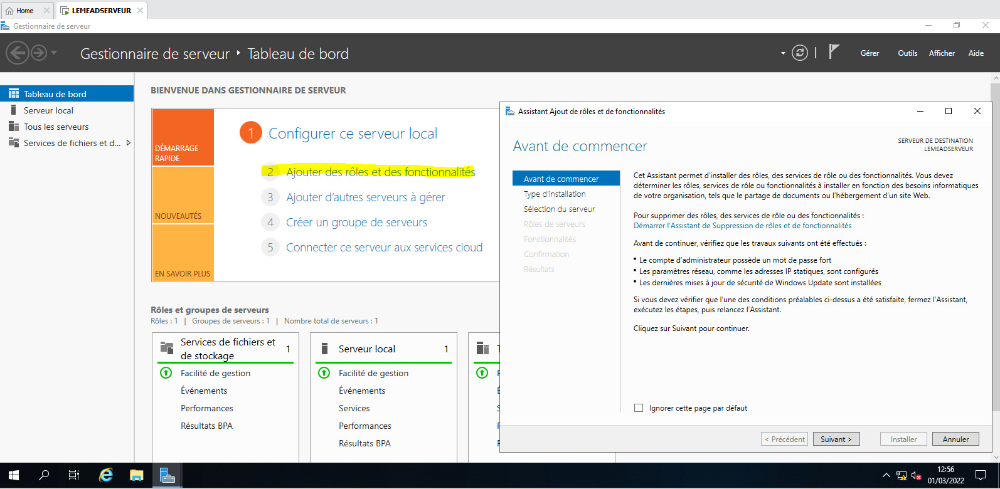 Home
LEMEADSERVEUR
Gestionnaire de serveur
Gestionnaire de serveur
Tableau de bord
Gérer
Outils
Afficher
Aide
Tableau de bord
Serveur local
Tous les serveurs
Services de fichiers et d...
BIENVENUE DANS GESTIONNAIRE DE SERVEUR
DÉMARRAGE
RAPIDE
NOUVEAUTÉS
EN SAVOIR PLUS
1 Configurer ce serveur local
2 Ajouter des rôles et des fonctionnalités
3 Ajouter d'autres serveurs à gérer
4 Créer un groupe de serveurs
5 Connecter ce serveur aux services cloud
Rôles et groupes de serveurs
Rôles : 1 | Groupes de serveurs : 1 | Nombre total de serveurs : 1
Services de fichiers et
de stockage
1
Facilité de gestion
Événements
Performances
Résultats BPA
Serveur local 1
Facilité de gestion
Événements
Services
Performances
Résultats BPA
Assistant Ajout de rôles et de fonctionnalités
Avant de commencer
SERVEUR DE DESTINATION
LEMEADSERVEUR
Avant de commencer
Type d'installation
Sélection du serveur
Rôles de serveurs
Fonctionnalités
Confirmation
Résultats
Cet Assistant permet d'installer des rôles, des services de rôle ou des fonctionnalités. Vous devez
déterminer les rôles, services de rôle ou fonctionnalités à installer en fonction des besoins informatiques
de votre organisation, tels que le partage de documents ou l'hébergement d'un site Web.
Pour supprimer des rôles, des services de rôle ou des fonctionnalités :
Démarrer l'Assistant de Suppression de rôles et de fonctionnalités
Avant de continuer, vérifiez que les travaux suivants ont été effectués :
• Le compte d'administrateur possède un mot de passe fort
• Les paramètres réseau, comme les adresses IP statiques, sont configurés
• Les dernières mises à jour de sécurité de Windows Update sont installées
Si vous devez vérifier que l'une des conditions préalables ci-dessus a été satisfaite, fermez l'Assistant,
exécutez les étapes, puis relancez l'Assistant.
Cliquez sur Suivant pour continuer.
Ignorer cette page par défaut
< Précédent
Suivant >
Installer
Annuler
12:56
01/03/2022